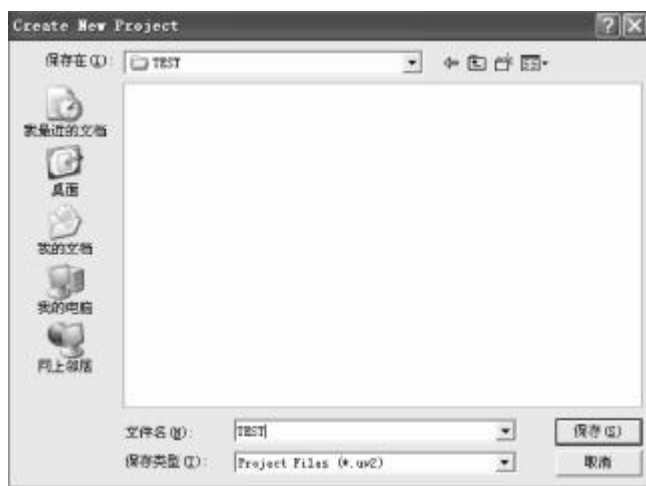 Create New Project
保存在(I):
TEST
我最近的文档
桌面
我的文档
我的电脑
网上邻居
文件名(N):
TEST
保存(S)
保存类型(T):
Project Files (*.uv2)
取消